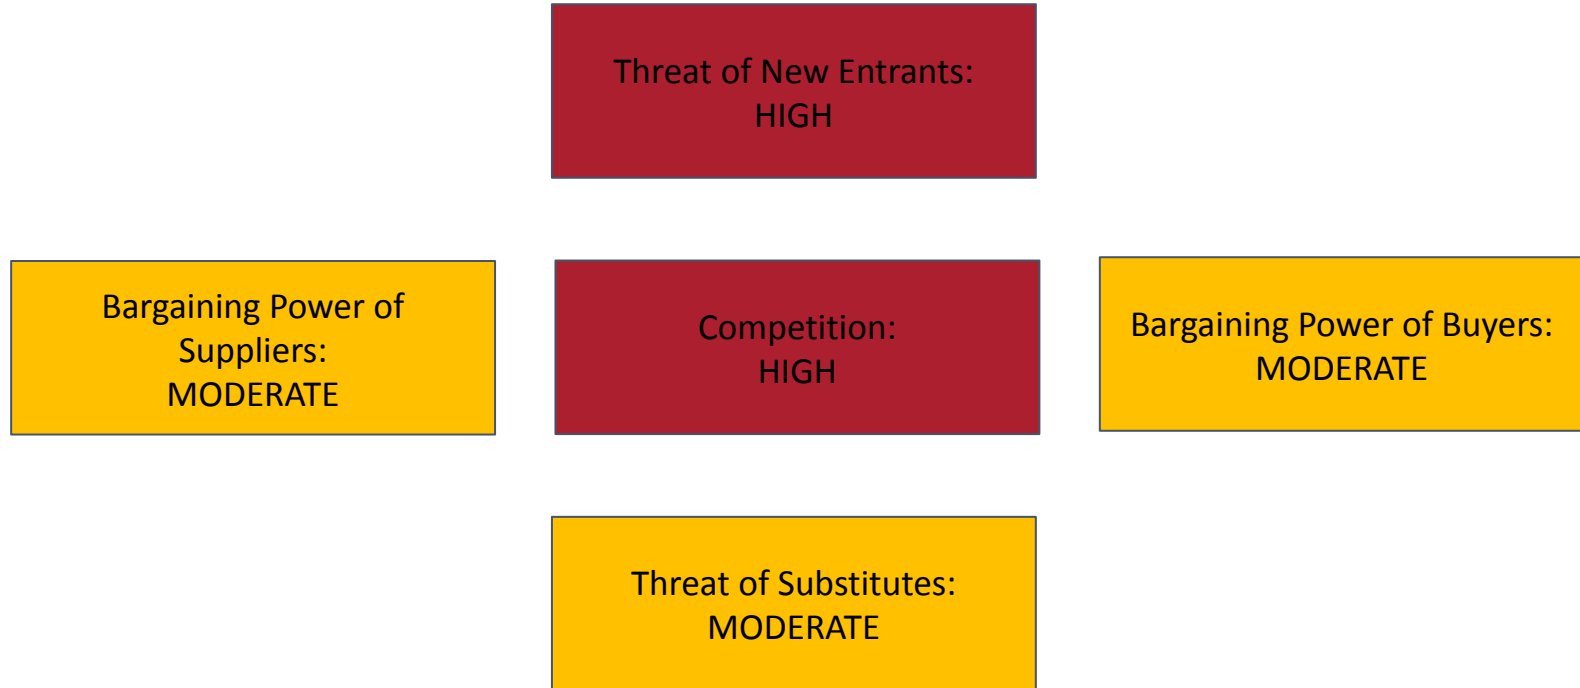 Threat of New Entrants:
HIGH
Bargaining Power of
Suppliers:
MODERATE
Competition:
HIGH
Bargaining Power of Buyers:
MODERATE
Threat of Substitutes:
MODERATE